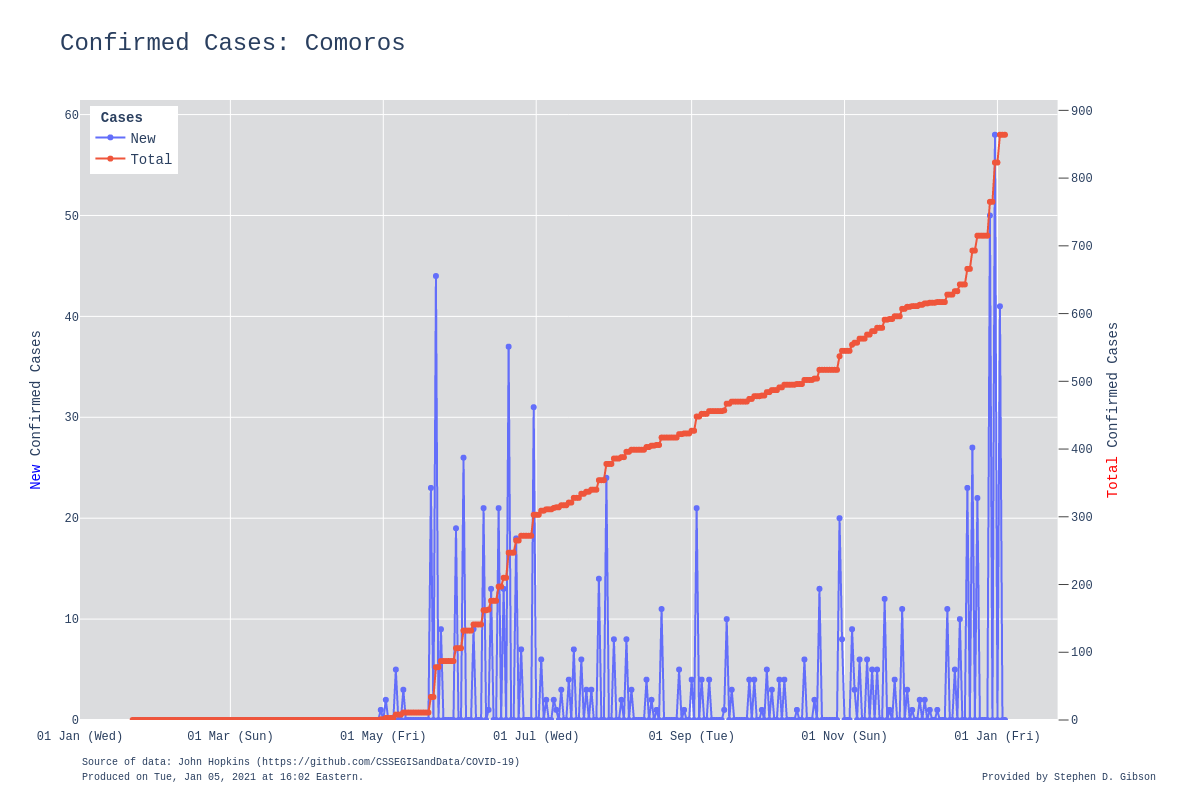 Confirmed Cases: Comoros
Cases
New
Total
60
50
40
30
20
10
0
900
800
700
600
500
400
300
200
100
0
New Confirmed Cases
Total Confirmed Cases
01 Jan (Wed)
01 Mar (Sun)
01 May (Fri)
01 Jul (Wed)
01 Sep (Tue)
01 Nov (Sun)
01 Jan (Fri)
Source of data: John Hopkins (https://github.com/CSSEGISandData/COVID-19)
Produced on Tue, Jan 05, 2021 at 16:02 Eastern.
Provided by Stephen D. Gibson